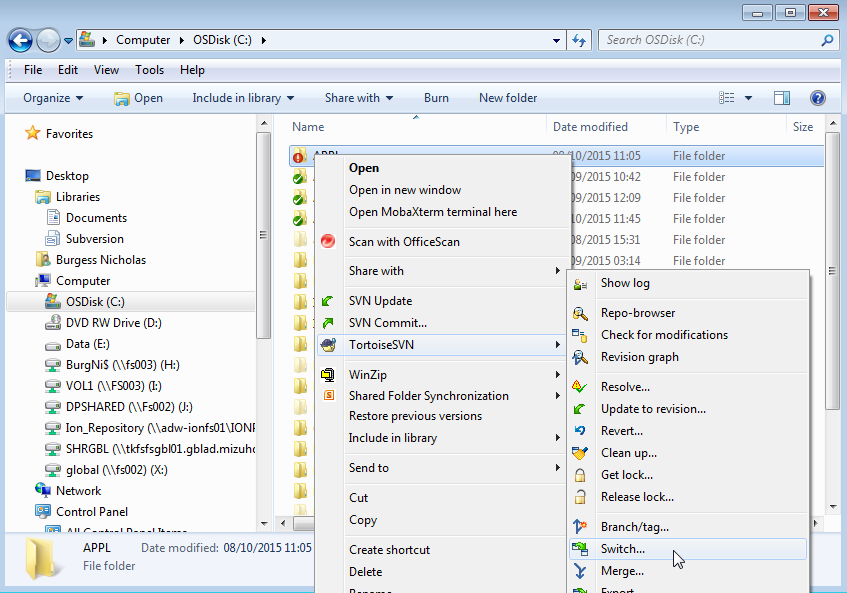 Computer OSDisk (C:)
Search OSDisk (C:)
File Edit View Tools Help
Organize Open Include in library Share with Burn New folder
Name Date modified Type Size
Favorites
Desktop
Libraries
Documents
Subversion
Burgess Nicholas
Computer
OSDisk (C:)
DVD RW Drive (D:)
Data (E:)
BurgNi$ (\\fs003) (H:)
VOL1 (\\FS003) (I:)
DPSHARED (\\Fs002) (J:)
Ion_Repository (\\adw-ionfs01\IONF
SHRGBL (\\tkfsfsgbl01.gblad.mizuho
global (\\fs002) (X:)
Network
Control Panel
All Control Panel Items
APPL 08/10/2015 11:05 File folder
09/2015 10:42 File folder
09/2015 12:09 File folder
10/2015 11:45 File folder
08/2015 15:31 File folder
09/2015 03:14 File folder
Open
Open in new window
Open MobaXterm terminal here
Scan with OfficeScan
Share with
SVN Update
SVN Commit...
TortoiseSVN
WinZip
Shared Folder Synchronization
Restore previous versions
Include in library
Send to
Cut
Copy
Create shortcut
Delete
Rename
Show log
Repo-browser
Check for modifications
Revision graph
Resolve...
Update to revision...
Revert...
Clean up...
Get lock...
Release lock...
Branch/tag...
Switch...
Merge...
Export
APPL Date modified: 08/10/2015 11:05
File folder